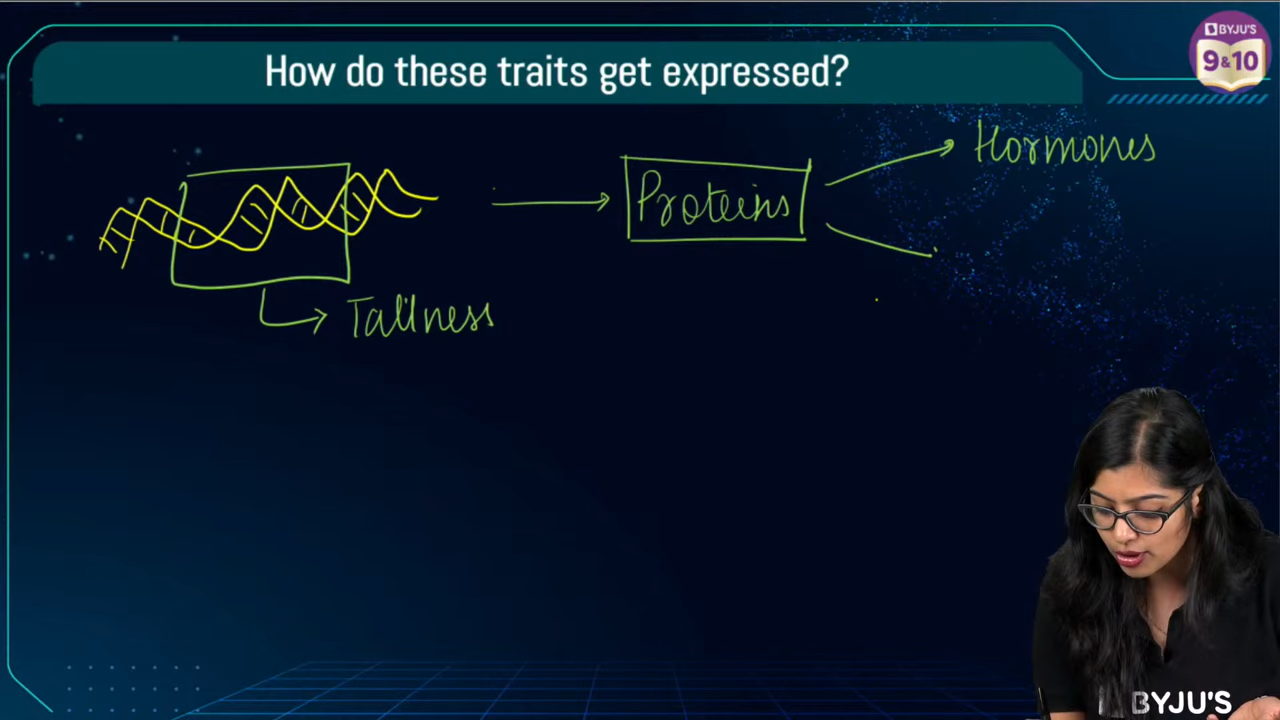 How do these traits get expressed?
BYJU'S
9&10
Hormones
Proteins
Tallness
BYJU'S